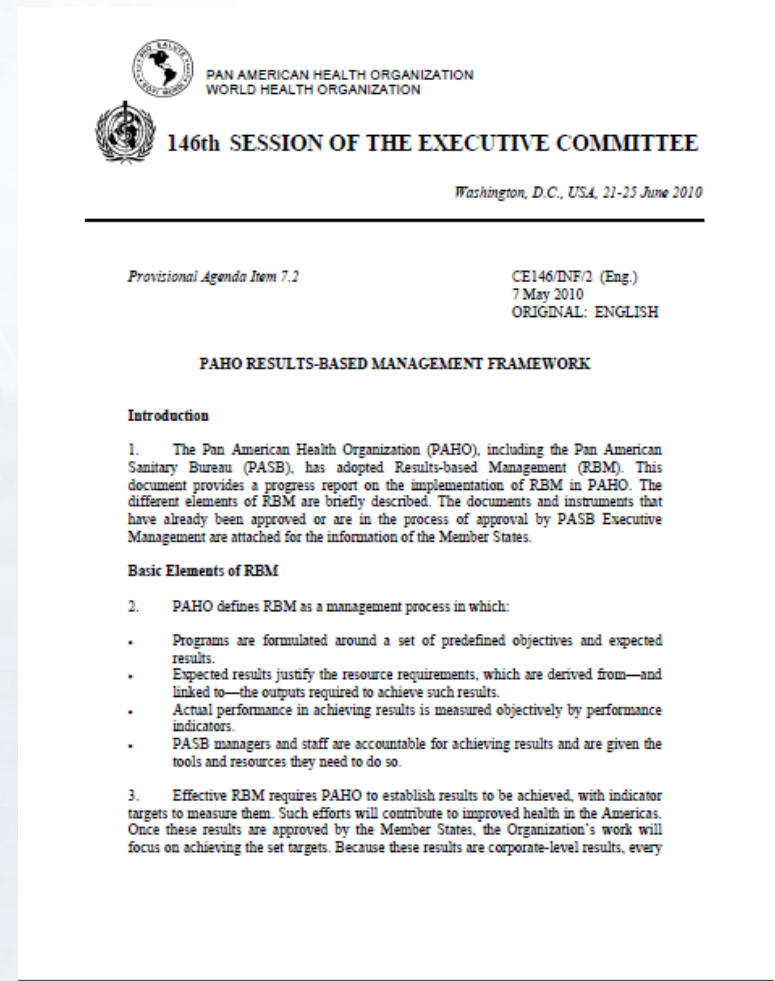 PAN AMERICAN HEALTH ORGANIZATION
WORLD HEALTH ORGANIZATION
146th SESSION OF THE EXECUTIVE COMMITTEE
Washington, D.C., USA, 21-25 June 2010
Provisional Agenda Item 7.2
CE146/INF/2 (Eng.)
7 May 2010
ORIGINAL: ENGLISH
PAHO RESULTS-BASED MANAGEMENT FRAMEWORK
Introduction
1. The Pan American Health Organization (PAHO), including the Pan American
Sanitary Bureau (PASB), has adopted Results-based Management (RBM). This
document provides a progress report on the implementation of RBM in PAHO. The
different elements of RBM are briefly described. The documents and instruments that
have already been approved or are in the process of approval by PASB Executive
Management are attached for the information of the Member States.
Basic Elements of RBM
2. PAHO defines RBM as a management process in which:
• Programs are formulated around a set of predefined objectives and expected
results.
• Expected results justify the resource requirements, which are derived from—and
linked to—the outputs required to achieve such results.
• Actual performance in achieving results is measured objectively by performance
indicators.
• PASB managers and staff are accountable for achieving results and are given the
tools and resources they need to do so.
3. Effective RBM requires PAHO to establish results to be achieved, with indicator
targets to measure them. Such efforts will contribute to improved health in the Americas.
Once these results are approved by the Member States, the Organization's work will
focus on achieving the set targets. Because these results are corporate-level results, every